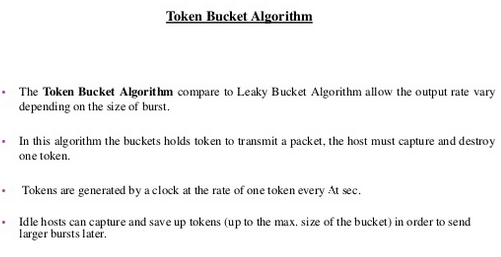 Token Bucket Algorithm
• The Token Bucket Algorithm compare to Leaky Bucket Algorithm allow the output rate vary
depending on the size of burst.
• In this algorithm the buckets holds token to transmit a packet, the host must capture and destroy
one token.
• Tokens are generated by a clock at the rate of one token every Δt sec.
• Idle hosts can capture and save up tokens (up to the max. size of the bucket) in order to send
larger bursts later.